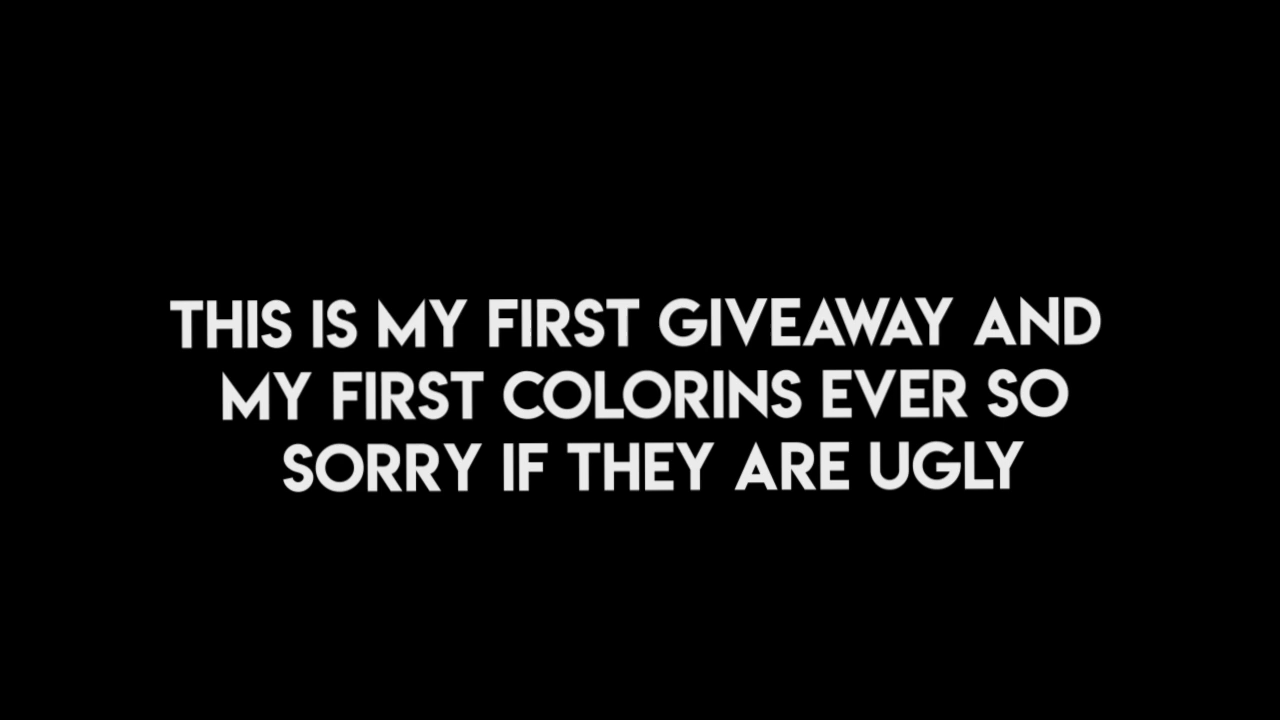 THIS IS MY FIRST GIVEAWAY AND
MY FIRST COLORINS EVER SO
SORRY IF THEY ARE UGLY